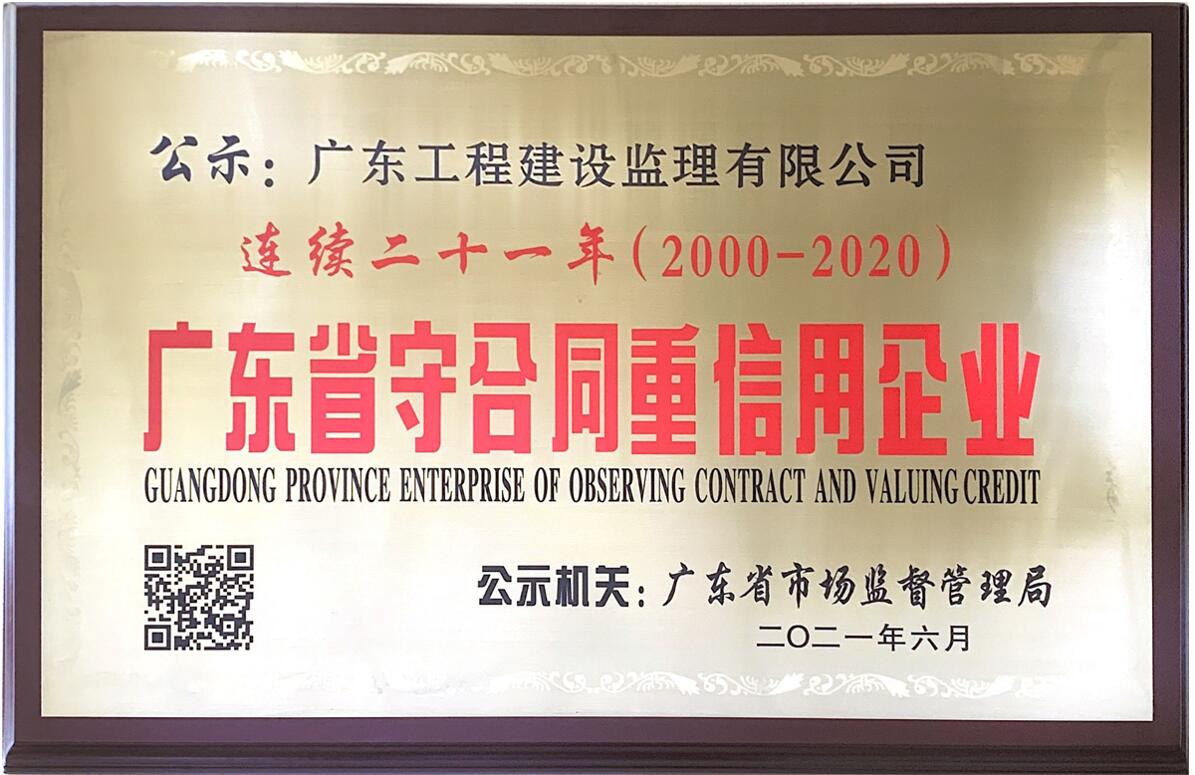 公示：广东工程建设监理有限公司
连续二十一年（2000-2020）
广东省守合同重信用企业
GUANGDONG PROVINCE ENTERPRISE OF OBSERVING CONTRACT AND VALUING CREDIT
公示机关：广东省市场监督管理局
二〇二一年六月